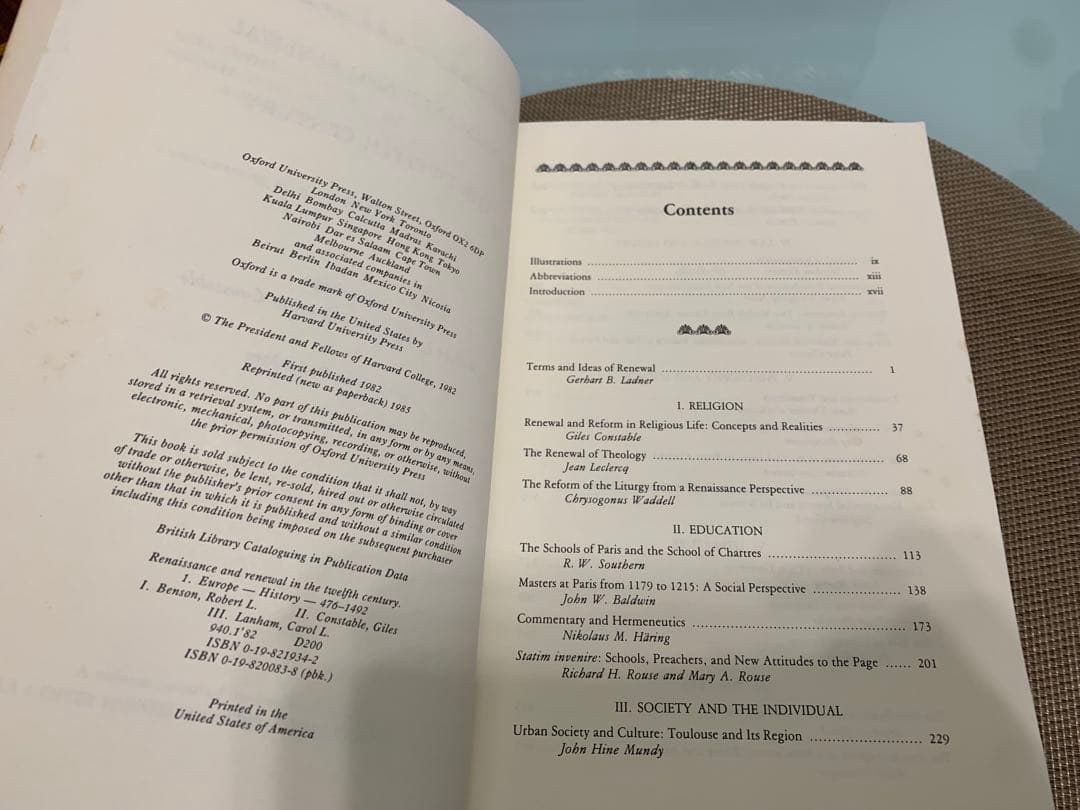 Oxford University Press, Walton Street, Oxford OX2 6DP
London New York Toronto
Delhi Bombay Calcutta Madras Karachi
Kuala Lumpur Singapore Hong Kong Tokyo
Nairobi Dar es Salaam Cape Town
Melbourne Auckland
and associated companies in
Beirut Berlin Ibadan Mexico City Nicosia
Oxford is a trade mark of Oxford University Press
Published in the United States by
Harvard University Press
© The President and Fellows of Harvard College, 1982
First published 1982
Reprinted (new as paperback) 1985
All rights reserved. No part of this publication may be reproduced,
stored in a retrieval system, or transmitted, in any form or by any means,
electronic, mechanical, photocopying, recording, or otherwise, without
the prior permission of Oxford University Press
This book is sold subject to the condition that it shall not, by way
of trade or otherwise, be lent, re-sold, hired out or otherwise circulated
without the publisher's prior consent in any form of binding or cover
other than that in which it is published and without a similar condition
including this condition being imposed on the subsequent purchaser
British Library Cataloguing in Publication Data
Renaissance and renewal in the twelfth century.
1. Europe — History — 476–1492
I. Benson, Robert L. II. Constable, Giles
III. Lanham, Carol L.
940.1'82 D200
ISBN 0-19-821934-2
ISBN 0-19-820083-8 (pbk.)
Printed in the
United States of America
Contents
Illustrations ix
Abbreviations xiii
Introduction xvii
Terms and Ideas of Renewal 1
Gerhart B. Ladner
I. RELIGION
Renewal and Reform in Religious Life: Concepts and Realities 37
Giles Constable
The Renewal of Theology 68
Jean Leclercq
The Reform of the Liturgy from a Renaissance Perspective 88
Chrysogonus Waddell
II. EDUCATION
The Schools of Paris and the School of Chartres 113
R. W. Southern
Masters at Paris from 1179 to 1215: A Social Perspective 138
John W. Baldwin
Commentary and Hermeneutics 173
Nikolaus M. Häring
Statim invenire: Schools, Preachers, and New Attitudes to the Page 201
Richard H. Rouse and Mary A. Rouse
III. SOCIETY AND THE INDIVIDUAL
Urban Society and Culture: Toulouse and Its Region 229
John Hine Mundy